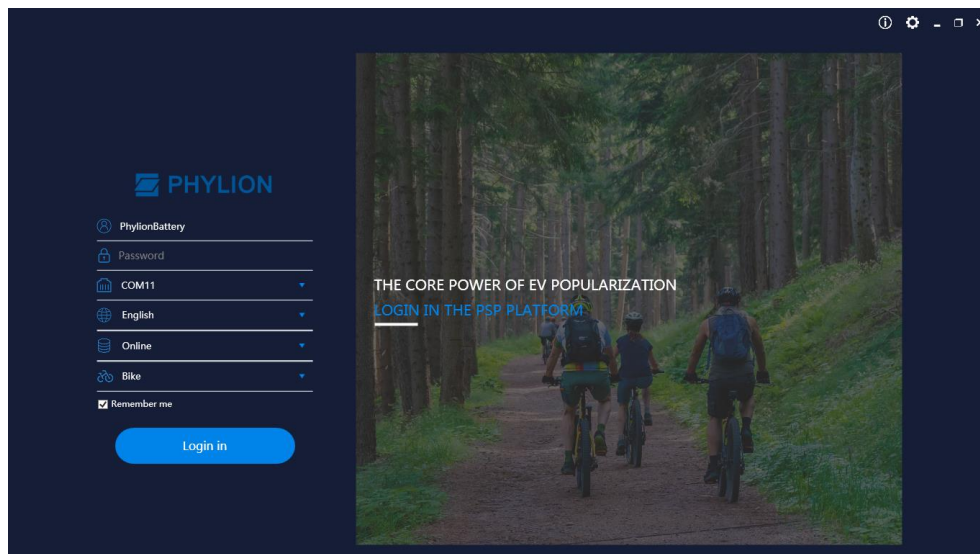 PHYLION
PhylionBattery
Password
COM11
English
Online
Bike
Remember me
Login in
THE CORE POWER OF EV POPULARIZATION
LOGIN IN THE PSP PLATFORM